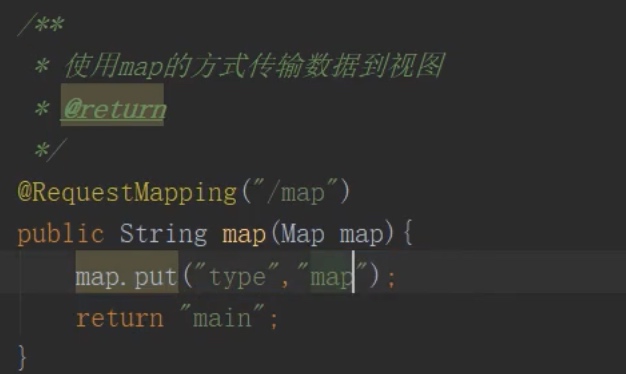 /**
* 使用map的方式传输数据到视图
* @return
*/
@RequestMapping("/map")
public String map(Map map){
map.put("type","map");
return "main";
}